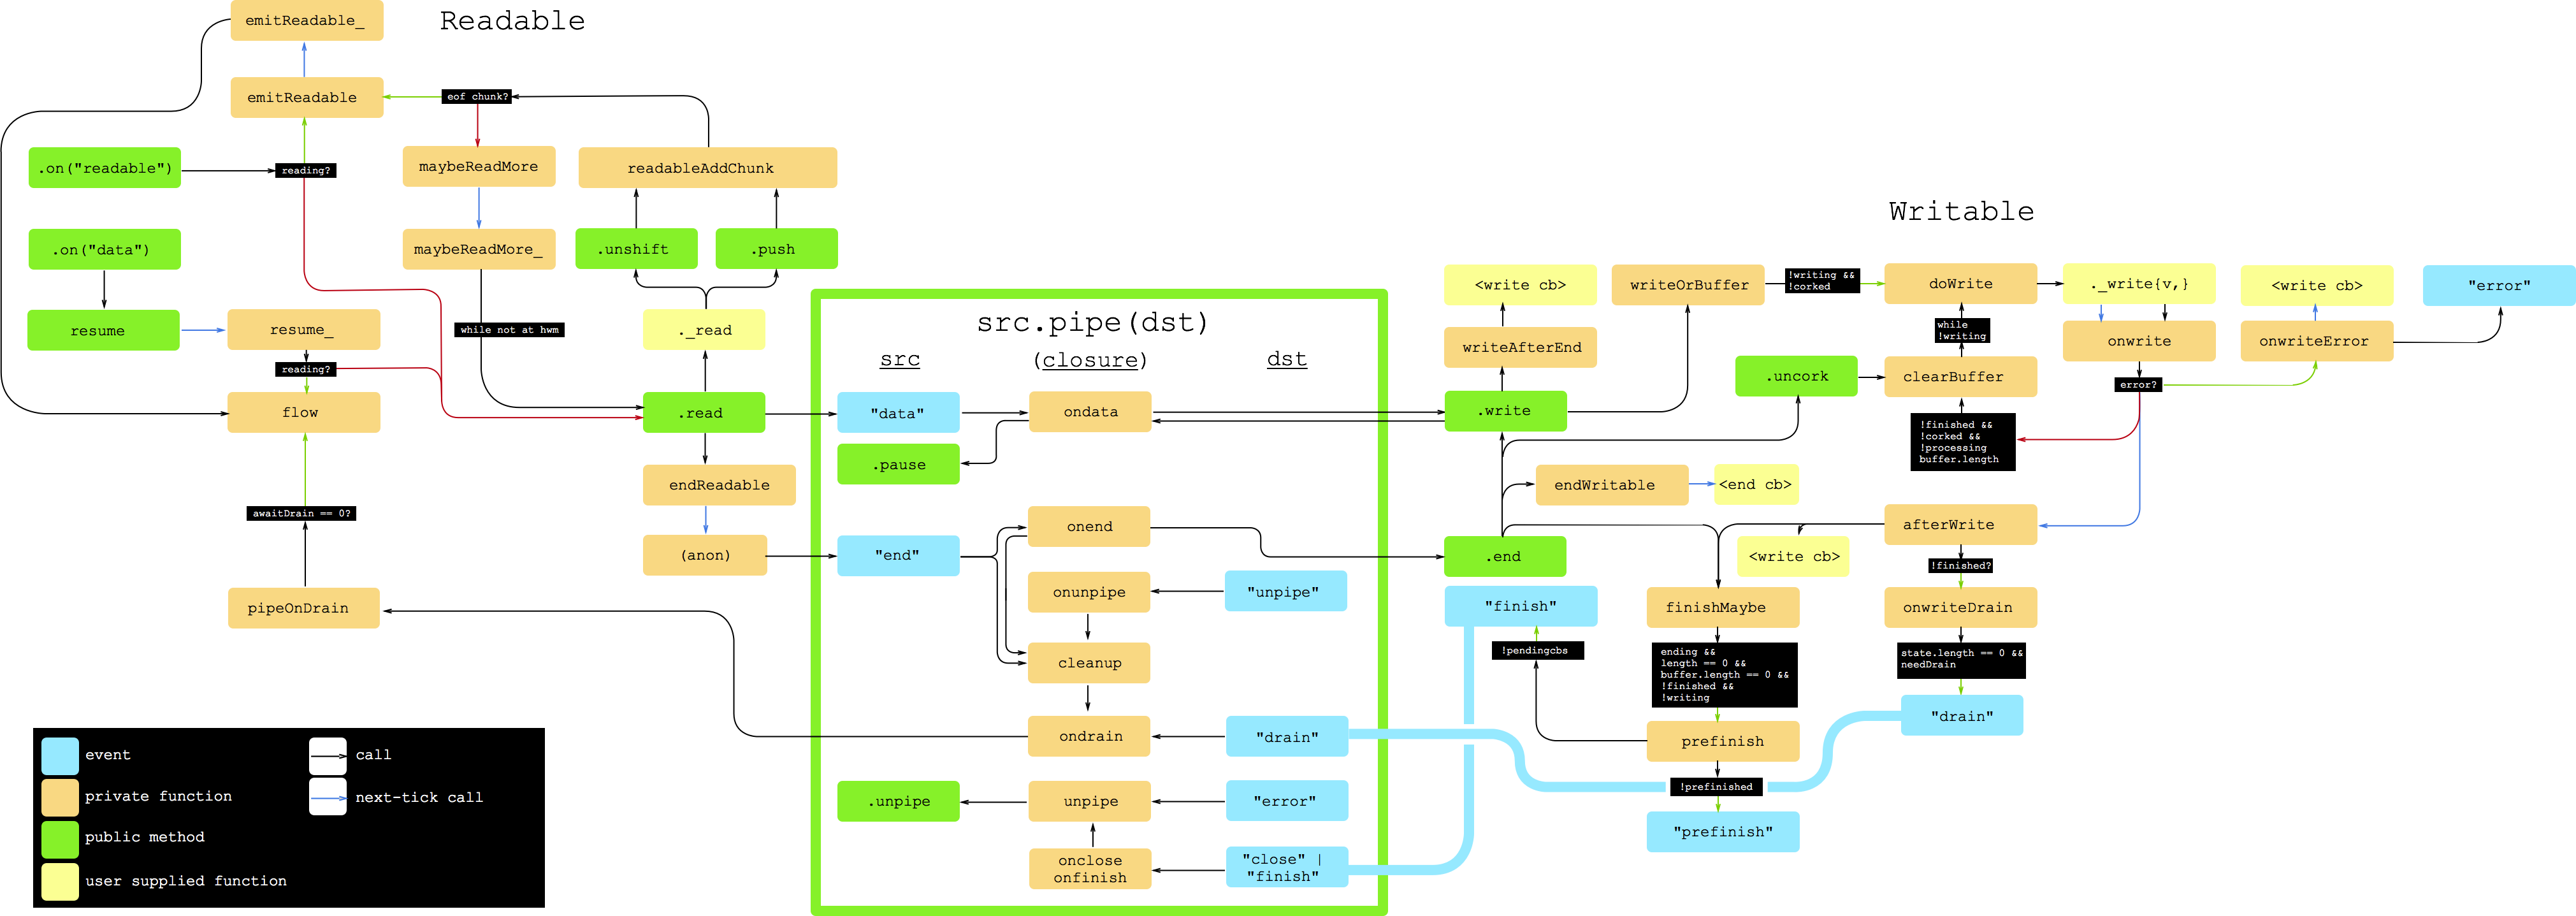 Readable
emitReadable_
emitReadable
eof chunk?
.on("readable")
reading?
maybeReadMore
readableAddChunk
.on("data")
maybeReadMore_
.unshift
.push
resume
resume_
while not at hwm
._read
reading?
flow
.read
endReadable
awaitDrain == 0?
(anon)
pipeOnDrain
src.pipe(dst)
src
(closure)
dst
"data"
ondata
.pause
onend
"end"
onunpipe
"unpipe"
cleanup
ondrain
"drain"
.unpipe
unpipe
"error"
onclose
onfinish
"close" |
"finish"
Writable
<write cb>
writeOrBuffer
!writing &&
!corked
doWrite
._write{v,}
<write cb>
"error"
writeAfterEnd
while
!writing
onwrite
onwriteError
.uncork
clearBuffer
error?
.write
!finished &&
!corked &&
!processing
buffer.length
endWritable
<end cb>
afterWrite
.end
<write cb>
!finished?
"finish"
finishMaybe
onwriteDrain
!pendingcbs
ending &&
length == 0 &&
buffer.length == 0 &&
!finished &&
!writing
state.length == 0 &&
needDrain
"drain"
prefinish
!prefinished
"prefinish"
event
call
private function
next-tick call
public method
user supplied function